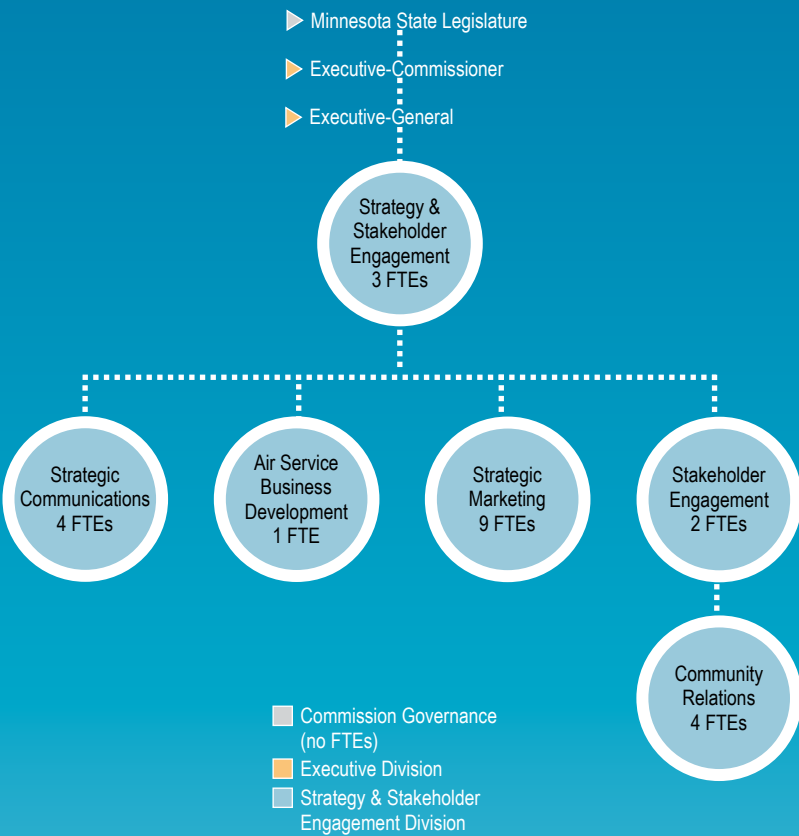 Minnesota State Legislature
Executive-Commissioner
Executive-General
Strategy &
Stakeholder
Engagement
3 FTEs
Strategic
Communications
4 FTEs
Air Service
Business
Development
1 FTE
Strategic
Marketing
9 FTEs
Stakeholder
Engagement
2 FTEs
Community
Relations
4 FTEs
Commission Governance
(no FTEs)
Executive Division
Strategy & Stakeholder
Engagement Division